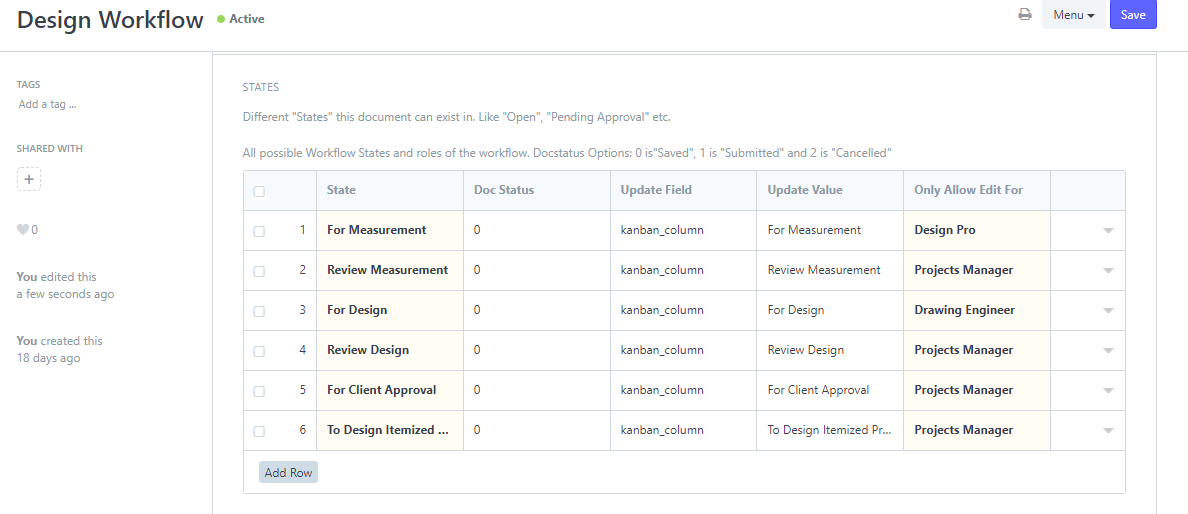 Design Workflow Active Menu Save
TAGS
Add a tag ...
SHARED WITH
+
0
You edited this
a few seconds ago
You created this
18 days ago
STATES
Different "States" this document can exist in. Like "Open", "Pending Approval" etc.
All possible Workflow States and roles of the workflow. Docstatus Options: 0 is"Saved", 1 is "Submitted" and 2 is "Cancelled"
State Doc Status Update Field Update Value Only Allow Edit For
1 For Measurement 0 kanban_column For Measurement Design Pro
2 Review Measurement 0 kanban_column Review Measurement Projects Manager
3 For Design 0 kanban_column For Design Drawing Engineer
4 Review Design 0 kanban_column Review Design Projects Manager
5 For Client Approval 0 kanban_column For Client Approval Projects Manager
6 To Design Itemized ... 0 kanban_column To Design Itemized Pr... Projects Manager
Add Row